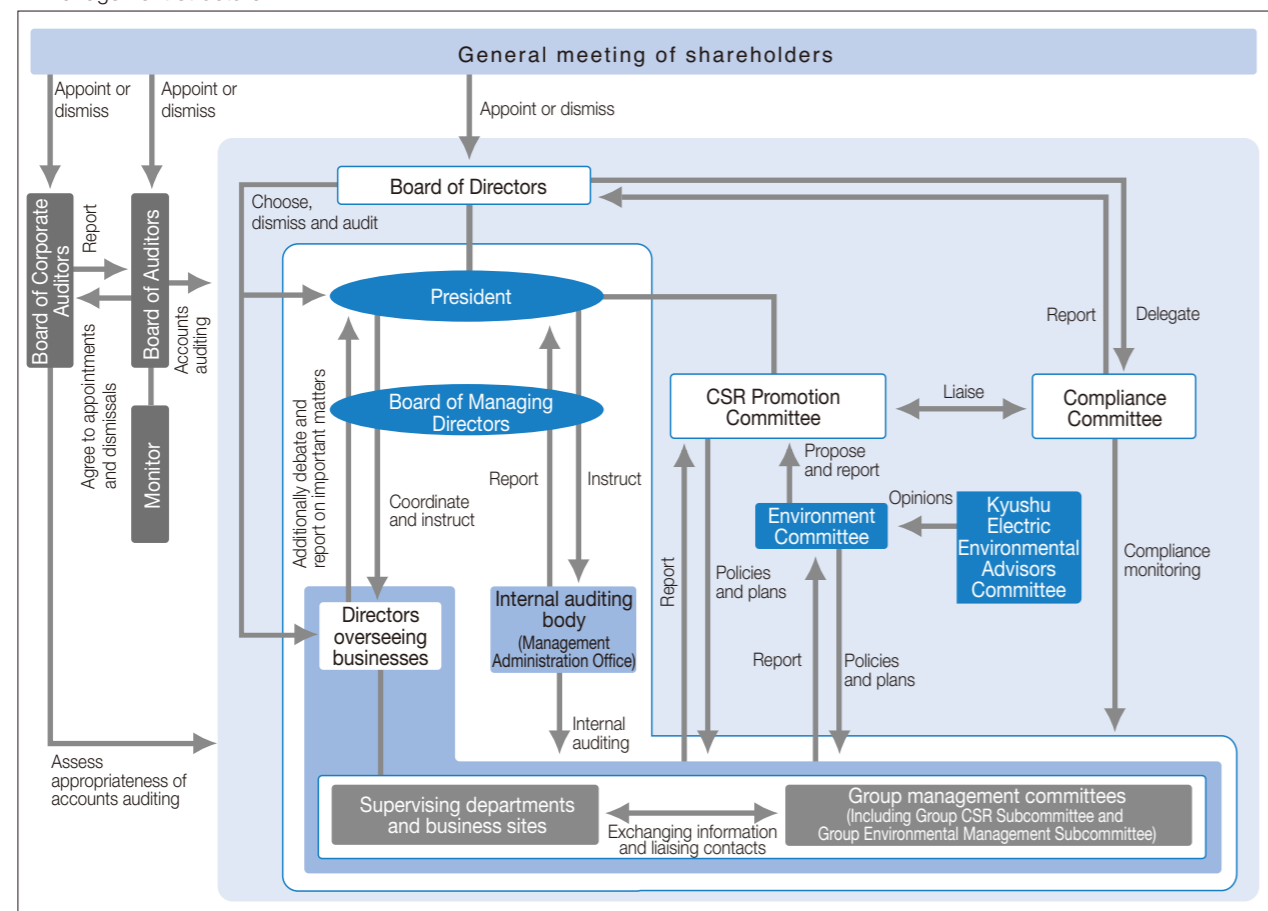 General meeting of shareholders
Appoint or
dismiss
Appoint or
dismiss
Appoint or dismiss
Board of Directors
Choose,
dismiss and audit
Board of Corporate
Auditors
Report
Board of Auditors
Accounts
auditing
Agree to appointments
and dismissals
Monitor
President
Report
Delegate
Additionally debate and
report on important matters
Board of Managing
Directors
CSR Promotion
Committee
Liaise
Compliance
Committee
Coordinate
and instruct
Report
Instruct
Propose
and report
Opinions
Environment
Committee
Kyushu
Electric
Environmental
Advisors
Committee
Compliance
monitoring
Report
Policies
and plans
Directors
overseeing
businesses
Internal auditing
body
(Management
Administration Office)
Report
Policies
and plans
Internal
auditing
Assess
appropriateness of
accounts auditing
Supervising departments
and business sites
Exchanging information
and liaising contacts
Group management committees
(Including Group CSR Subcommittee and
Group Environmental Management Subcommittee)